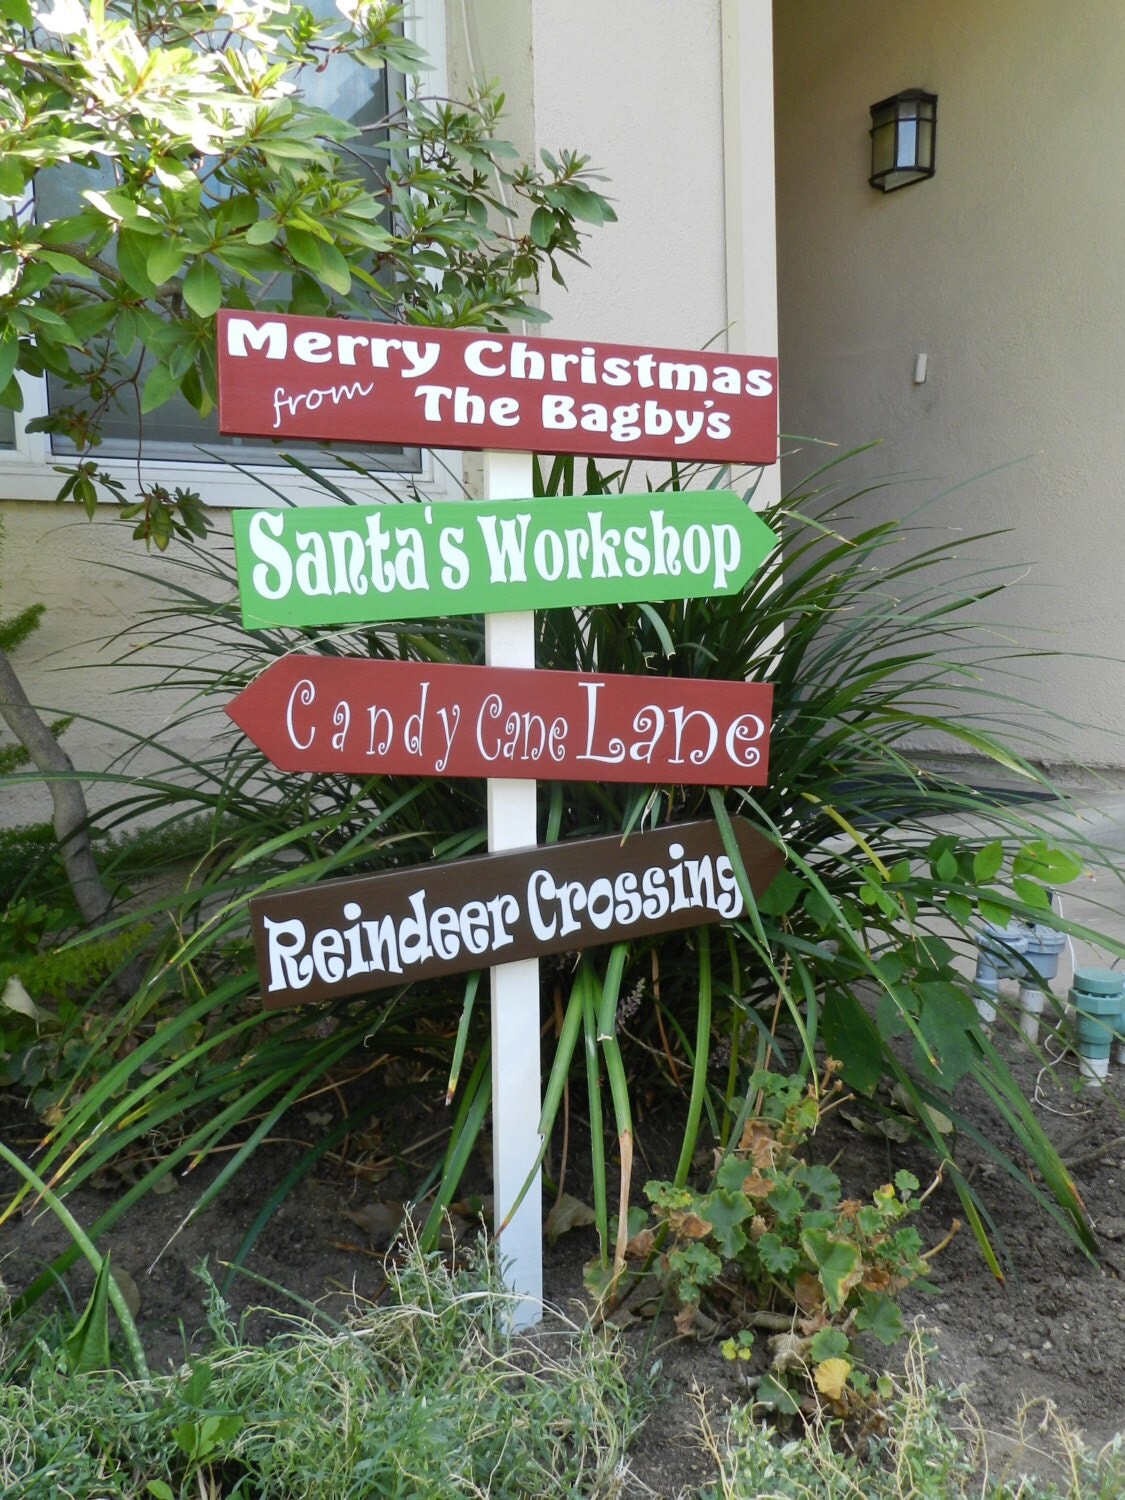 Merry Christmas
from The Bagby's
Santa's Workshop
Candy Cane Lane
Reindeer Crossing